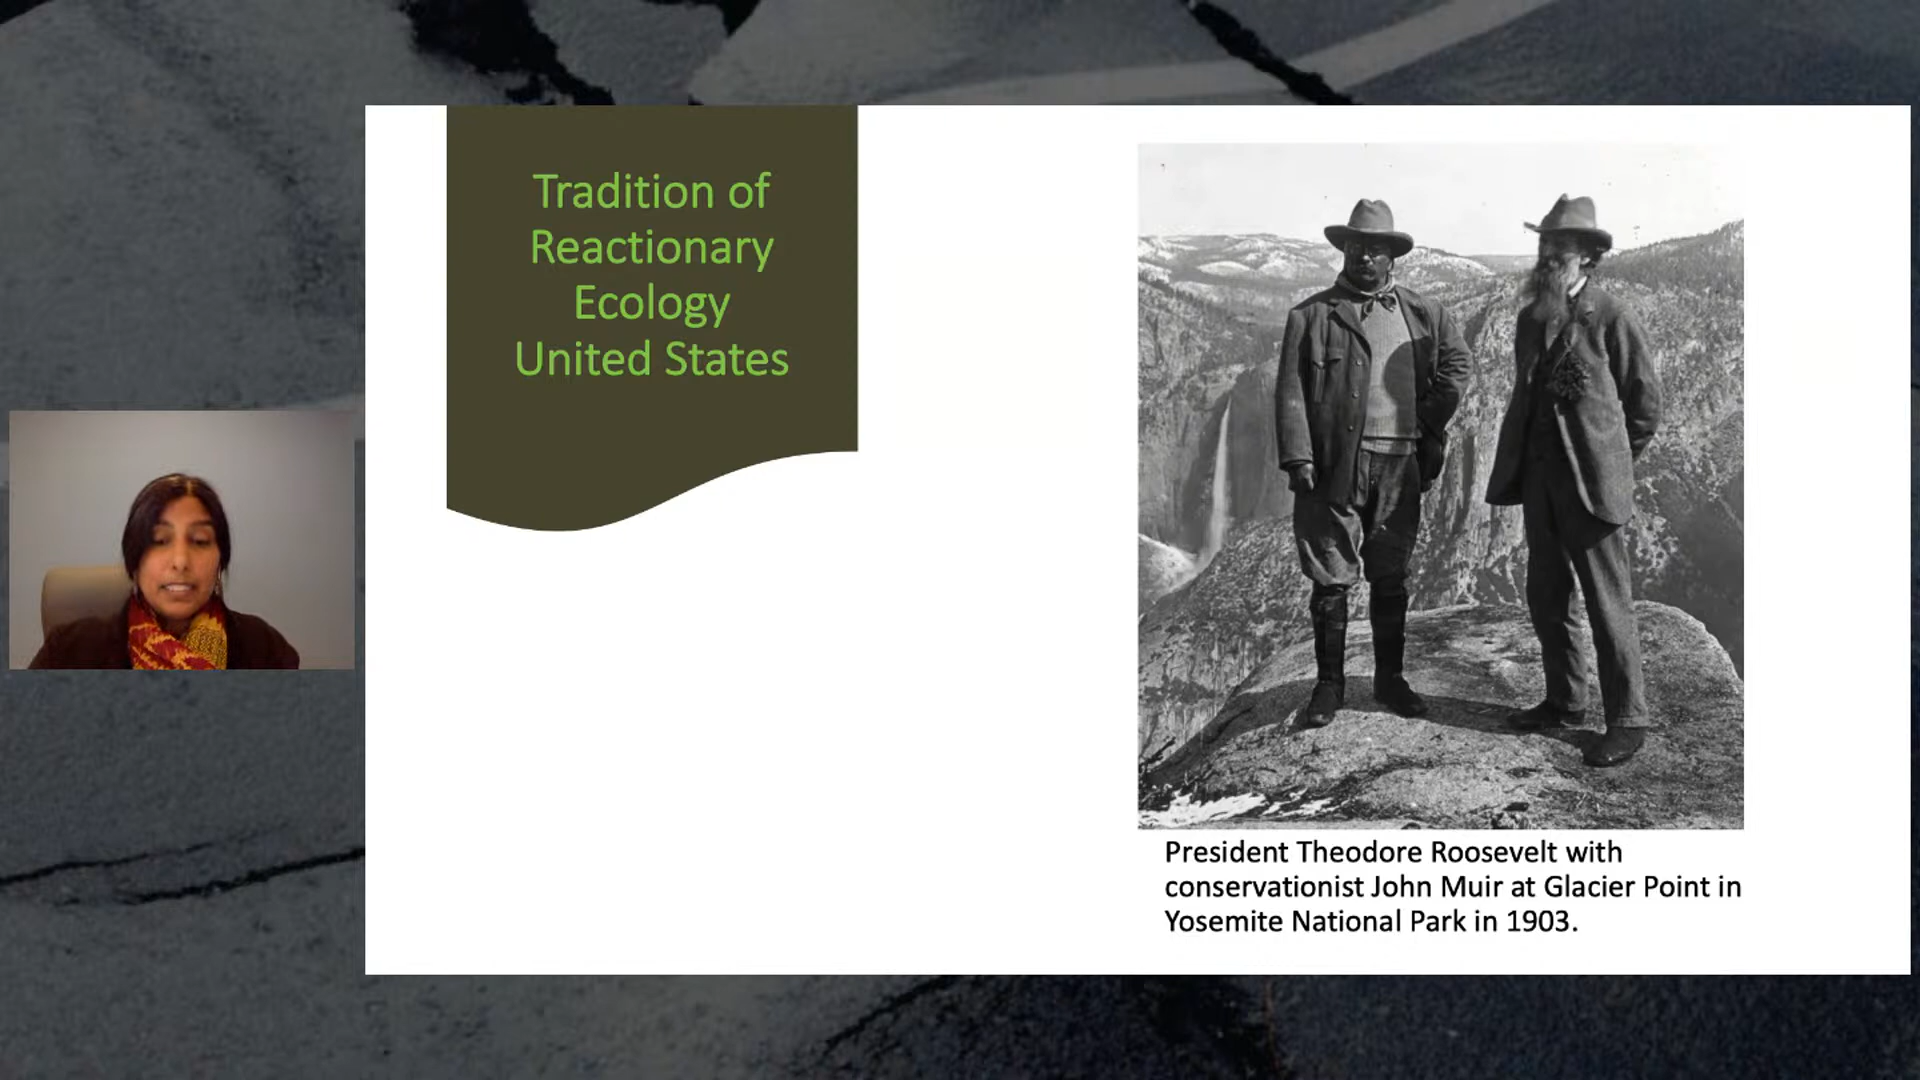 Tradition of
Reactionary
Ecology
United States
President Theodore Roosevelt with
conservationist John Muir at Glacier Point in
Yosemite National Park in 1903.